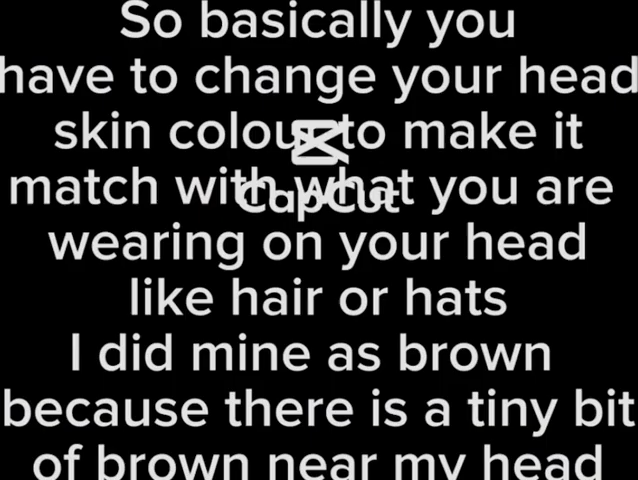 So basically you
have to change your head
skin colour to make it
match with what you are
wearing on your head
like hair or hats
I did mine as brown
because there is a tiny bit
of brown near my head
CapCut